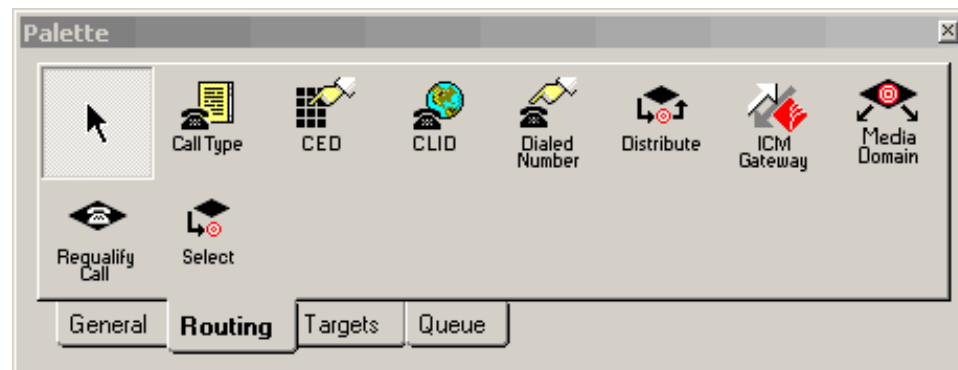 Palette
Call Type CED CLID Dialed Number Distribute ICM Gateway Media Domain
Requalify Call Select
General Routing Targets Queue